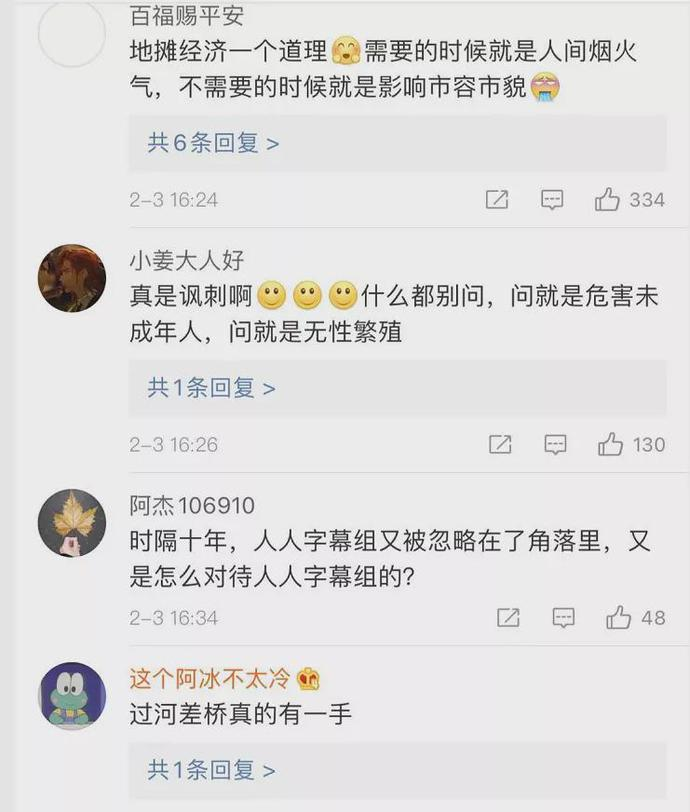 百福赐平安
地摊经济一个道理需要的时候就是人间烟火
气，不需要的时候就是影响市容市貌
共6条回复 >
2-3 16:24
334
小姜大人好
真是讽刺啊什么都别问，问就是危害未
成年人，问就是无性繁殖
共1条回复 >
2-3 16:26
130
阿杰106910
时隔十年，人人字幕组又被忽略在了角落里，又
是怎么对待人人字幕组的?
2-3 16:34
48
这个阿冰不太冷
过河差桥真的有一手
共1条回复 >